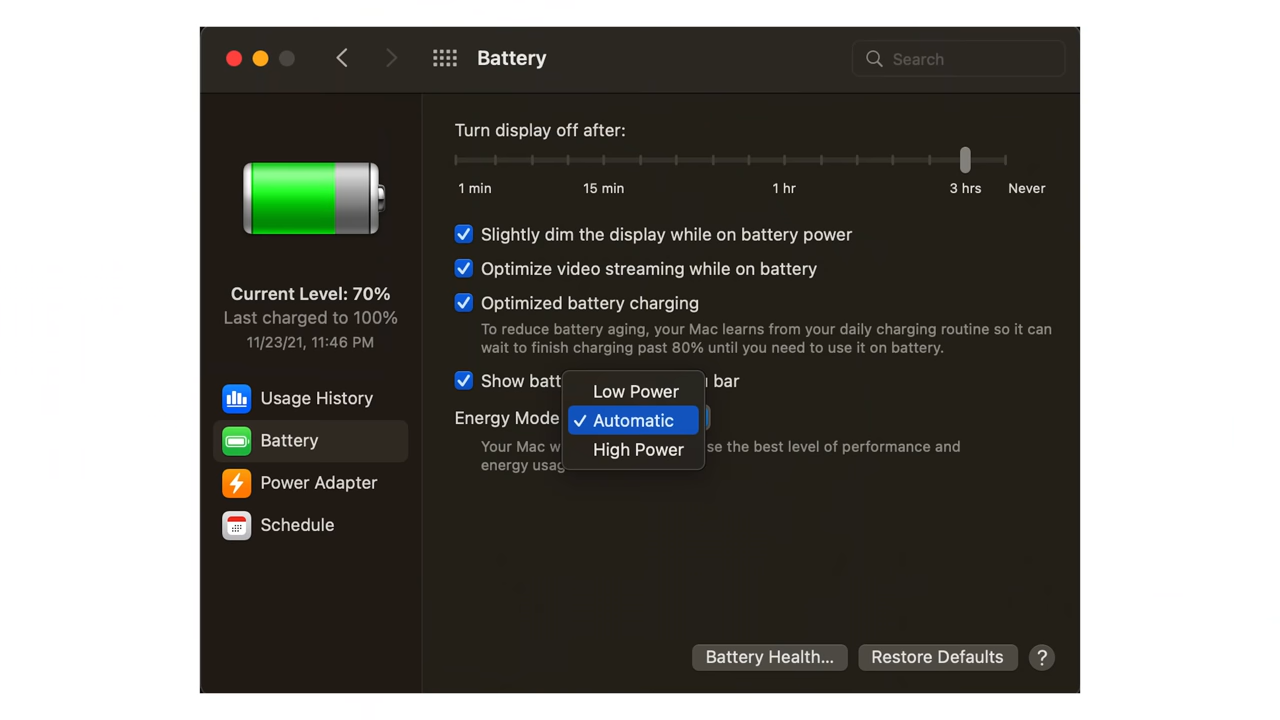 Battery
Search
Turn display off after:
1 min 15 min 1 hr 3 hrs Never
Slightly dim the display while on battery power
Optimize video streaming while on battery
Optimized battery charging
To reduce battery aging, your Mac learns from your daily charging routine so it can
wait to finish charging past 80% until you need to use it on battery.
Show batt bar
Energy Mode
Low Power
Automatic
High Power
Your Mac w se the best level of performance and
energy usag
Current Level: 70%
Last charged to 100%
11/23/21, 11:46 PM
Usage History
Battery
Power Adapter
Schedule
Battery Health...
Restore Defaults
?